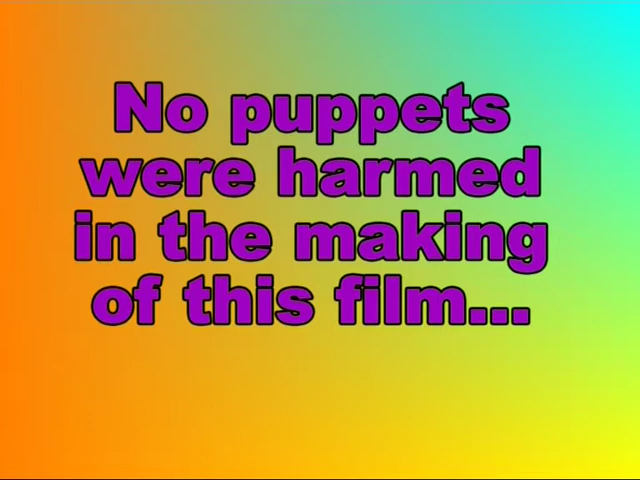 No puppets
were harmed
in the making
of this film...